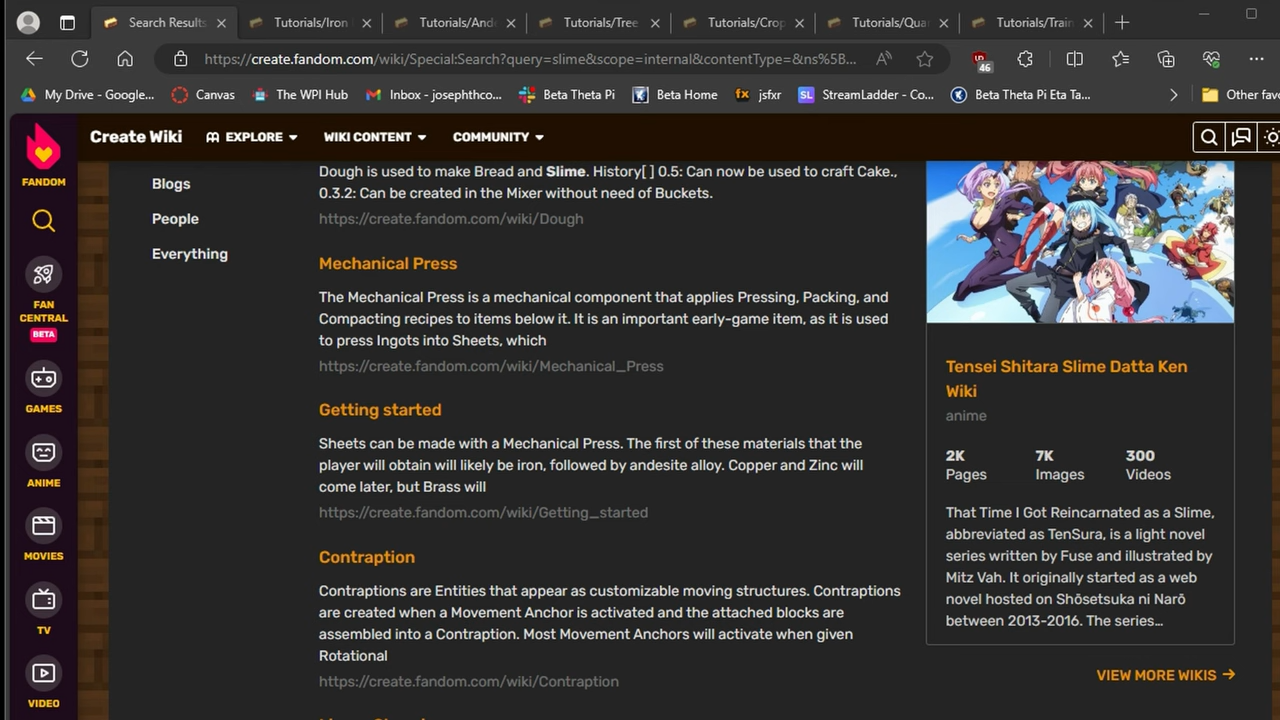 Search Results
Tutorials/Iron
Tutorials/And
Tutorials/Tree
Tutorials/Crop
Tutorials/Quar
Tutorials/Train
https://create.fandom.com/wiki/Special:Search?query=slime&scope=internal&contentType=&ns%5B...
46
My Drive - Google...
Canvas
The WPI Hub
Inbox - josephthco...
Beta Theta Pi
Beta Home
fx
jsfxr
SL
StreamLadder - Co...
Beta Theta Pi Eta Ta...
Other favo
FANDOM
Create Wiki
EXPLORE
WIKI CONTENT
COMMUNITY
FAN
CENTRAL
BETA
GAMES
ANIME
MOVIES
TV
VIDEO
Blogs
People
Everything
Dough is used to make Bread and Slime. History[ ] 0.5: Can now be used to craft Cake.,
0.3.2: Can be created in the Mixer without need of Buckets.
https://create.fandom.com/wiki/Dough
Mechanical Press
The Mechanical Press is a mechanical component that applies Pressing, Packing, and
Compacting recipes to items below it. It is an important early-game item, as it is used
to press Ingots into Sheets, which
https://create.fandom.com/wiki/Mechanical_Press
Getting started
Sheets can be made with a Mechanical Press. The first of these materials that the
player will obtain will likely be iron, followed by andesite alloy. Copper and Zinc will
come later, but Brass will
https://create.fandom.com/wiki/Getting_started
Contraption
Contraptions are Entities that appear as customizable moving structures. Contraptions
are created when a Movement Anchor is activated and the attached blocks are
assembled into a Contraption. Most Movement Anchors will activate when given
Rotational
https://create.fandom.com/wiki/Contraption
Tensei Shitara Slime Datta Ken
Wiki
anime
2K
Pages
7K
Images
300
Videos
That Time I Got Reincarnated as a Slime,
abbreviated as TenSura, is a light novel
series written by Fuse and illustrated by
Mitz Vah. It originally started as a web
novel hosted on Shōsetsuka ni Narō
between 2013-2016. The series...
VIEW MORE WIKIS